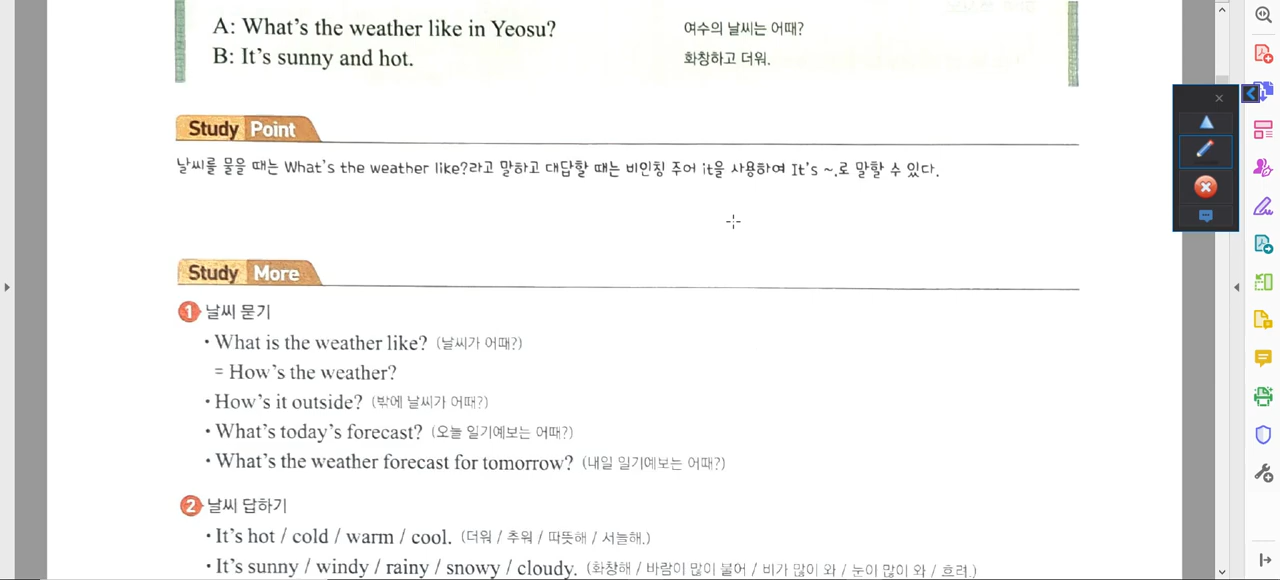 A: What's the weather like in Yeosu? 여수의 날씨는 어때?
B: It's sunny and hot. 화창하고 더워.
Study Point
날씨를 물을 때는 What's the weather like?라고 말하고 대답할 때는 비인칭 주어 it을 사용하여 It's ~.로 말할 수 있다.
Study More
1 날씨 묻기
• What is the weather like? (날씨가 어때?)
= How's the weather?
• How's it outside? (밖에 날씨가 어때?)
• What's today's forecast? (오늘 일기예보는 어때?)
• What's the weather forecast for tomorrow? (내일 일기예보는 어때?)
2 날씨 답하기
• It's hot / cold / warm / cool. (더워 / 추워 / 따뜻해 / 서늘해.)
• It's sunny / windy / rainy / snowy / cloudy. (화창해 / 바람이 많이 불어 / 비가 많이 와 / 눈이 많이 와 / 흐려.)